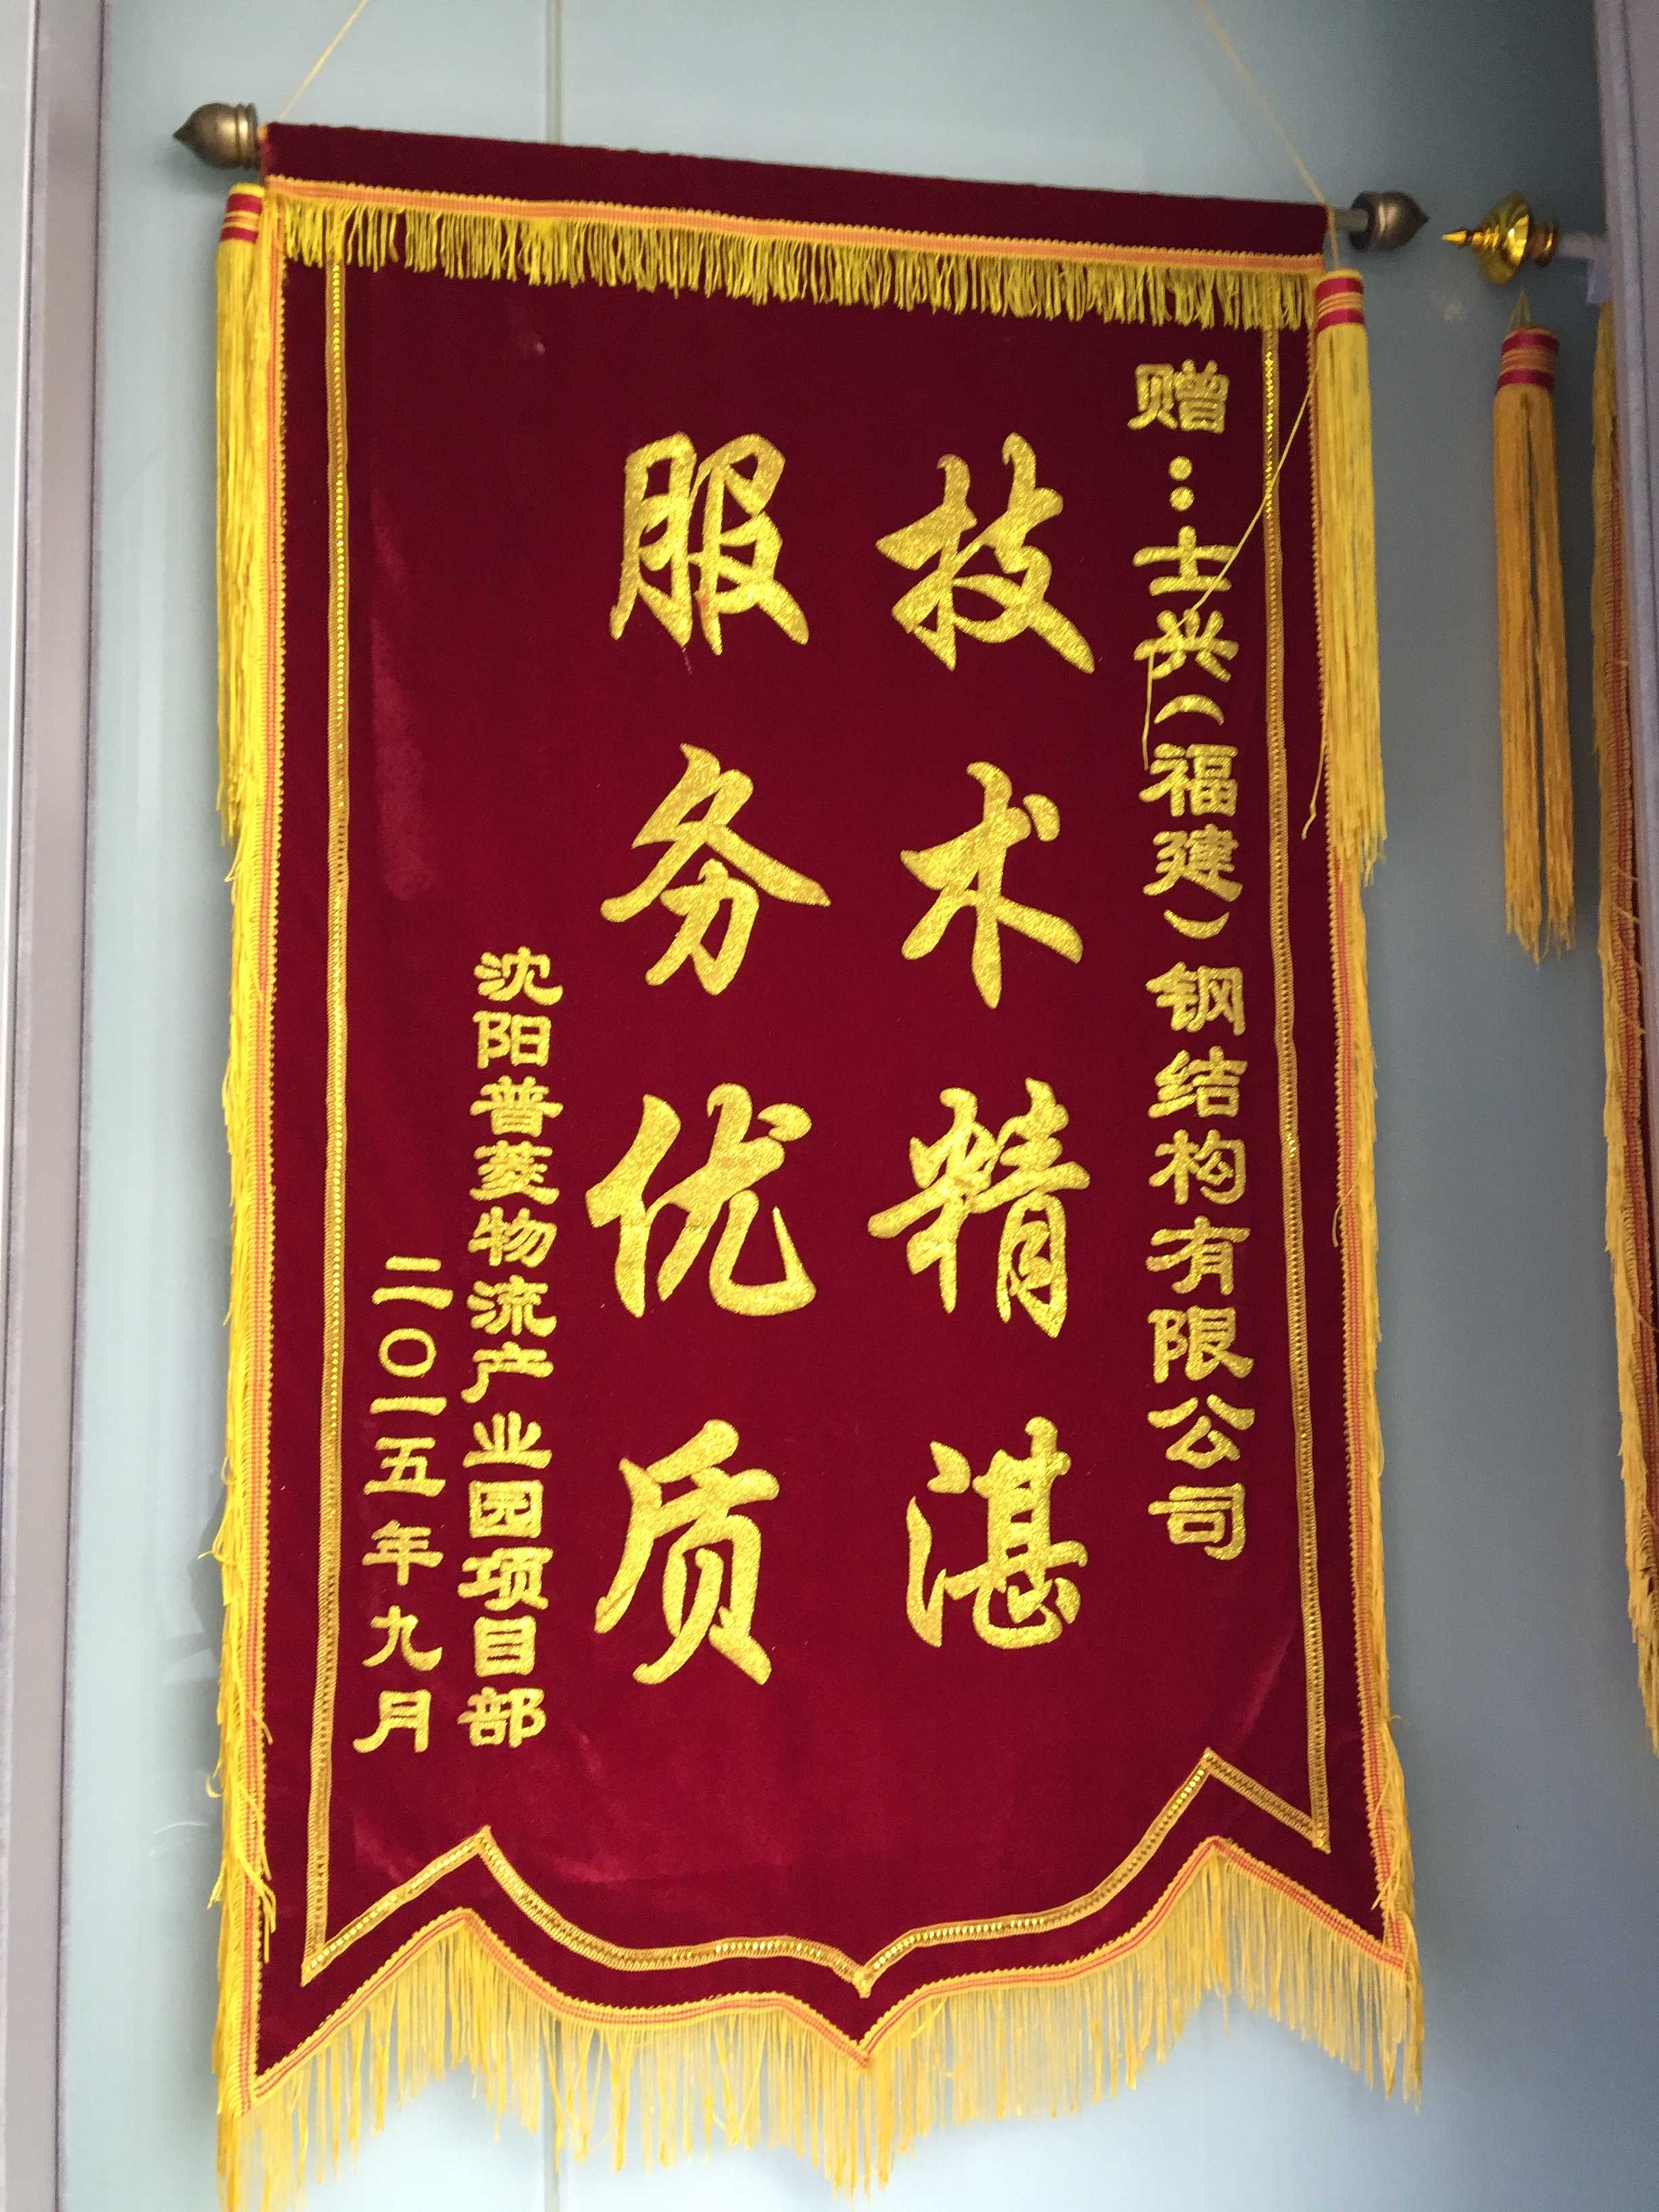 赠：士兴（福建）钢结构有限公司
技术精湛
服务优质
沈阳普菱物流产业园项目部
二〇一五年九月